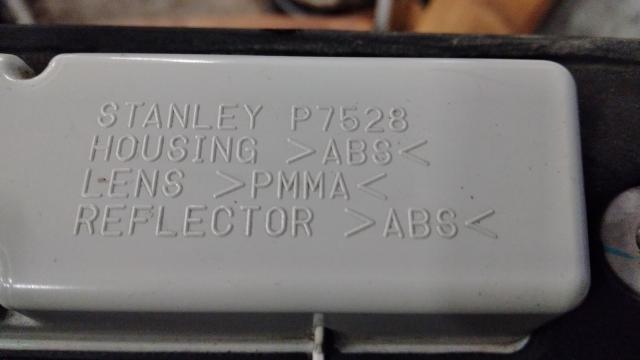 STANLEY P7528
HOUSING >ABS<
LENS >PMMA<
REFLECTOR >ABS<